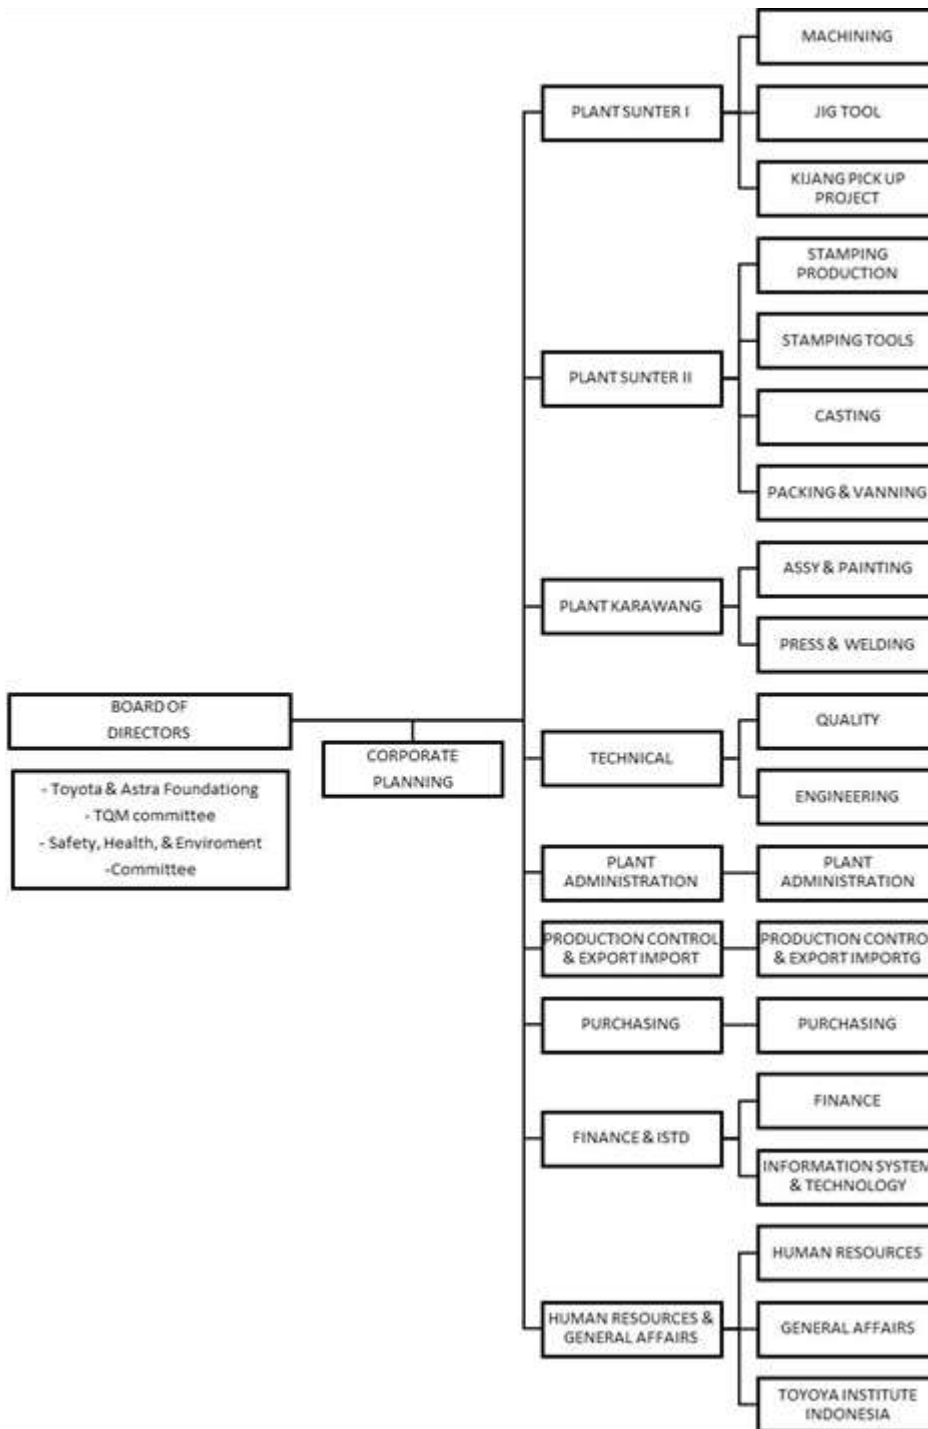 MACHINING
PLANT SUNTER I
JIG TOOL
KIJANG PICK UP
PROJECT
STAMPING
PRODUCTION
STAMPING TOOLS
PLANT SUNTER II
CASTING
PACKING & VANNING
ASSY & PAINTING
PLANT KARAWANG
PRESS & WELDING
BOARD OF
DIRECTORS
CORPORATE
PLANNING
- Toyota & Astra Foundationg
- TQM committee
- Safety, Health, & Enviroment
-Committee
QUALITY
TECHNICAL
ENGINEERING
PLANT
ADMINISTRATION
PLANT
ADMINISTRATION
PRODUCTION CONTROL
& EXPORT IMPORT
PRODUCTION CONTRO
& EXPORT IMPORTG
PURCHASING
PURCHASING
FINANCE
FINANCE & ISTD
INFORMATION SYSTEM
& TECHNOLOGY
HUMAN RESOURCES
HUMAN RESOURCES &
GENERAL AFFAIRS
GENERAL AFFAIRS
TOYOYA INSTITUTE
INDONESIA